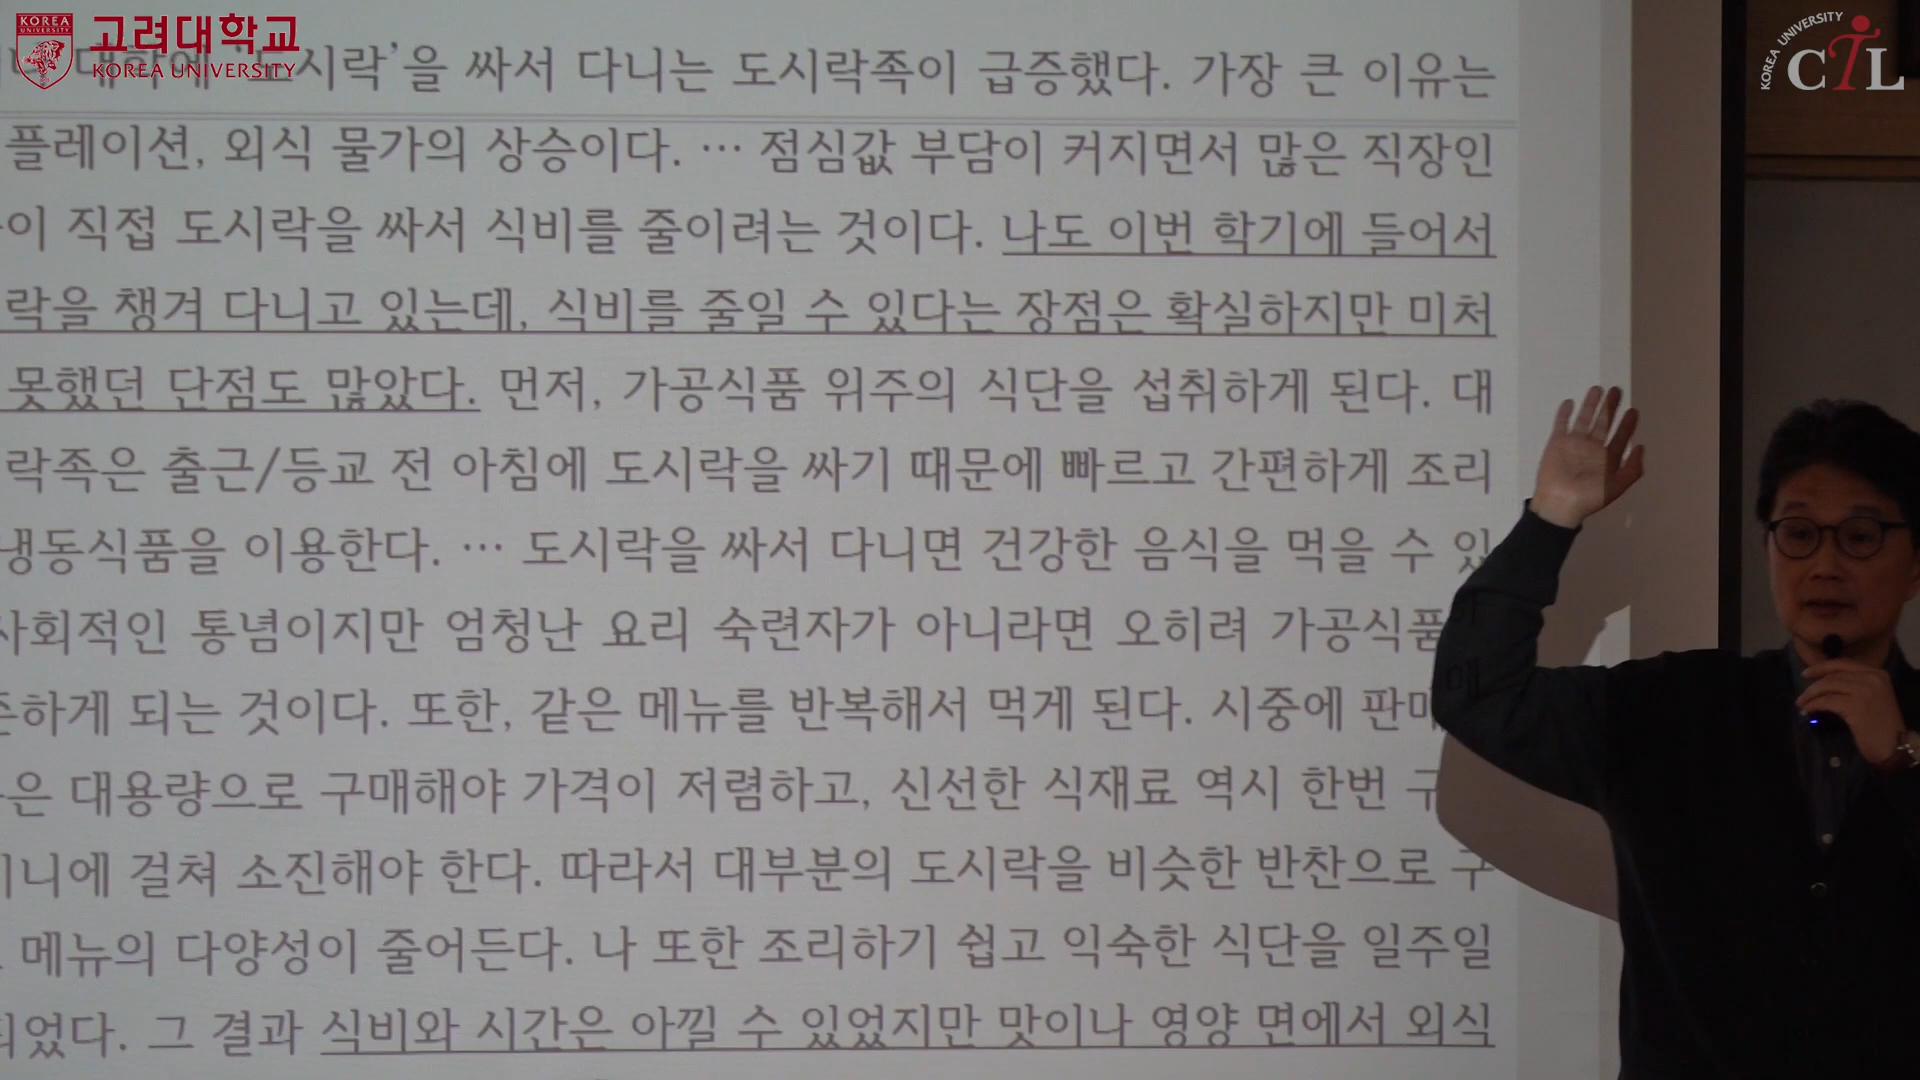 KOREA
UNIVERSITY
고려대학교
KOREA UNIVERSITY
KOREA UNIVERSITY
CTL
시락’을 싸서 다니는 도시락족이 급증했다. 가장 큰 이유는
플레이션, 외식 물가의 상승이다. … 점심값 부담이 커지면서 많은 직장인
이 직접 도시락을 싸서 식비를 줄이려는 것이다. 나도 이번 학기에 들어서
락을 챙겨 다니고 있는데, 식비를 줄일 수 있다는 장점은 확실하지만 미처
못했던 단점도 많았다. 먼저, 가공식품 위주의 식단을 섭취하게 된다. 대
락족은 출근/등교 전 아침에 도시락을 싸기 때문에 빠르고 간편하게 조리
냉동식품을 이용한다. … 도시락을 싸서 다니면 건강한 음식을 먹을 수 있
사회적인 통념이지만 엄청난 요리 숙련자가 아니라면 오히려 가공식품
존하게 되는 것이다. 또한, 같은 메뉴를 반복해서 먹게 된다. 시중에 판매
은 대용량으로 구매해야 가격이 저렴하고, 신선한 식재료 역시 한번 구
니에 걸쳐 소진해야 한다. 따라서 대부분의 도시락을 비슷한 반찬으로 구
메뉴의 다양성이 줄어든다. 나 또한 조리하기 쉽고 익숙한 식단을 일주일
되었다. 그 결과 식비와 시간은 아낄 수 있었지만 맛이나 영양 면에서 외식